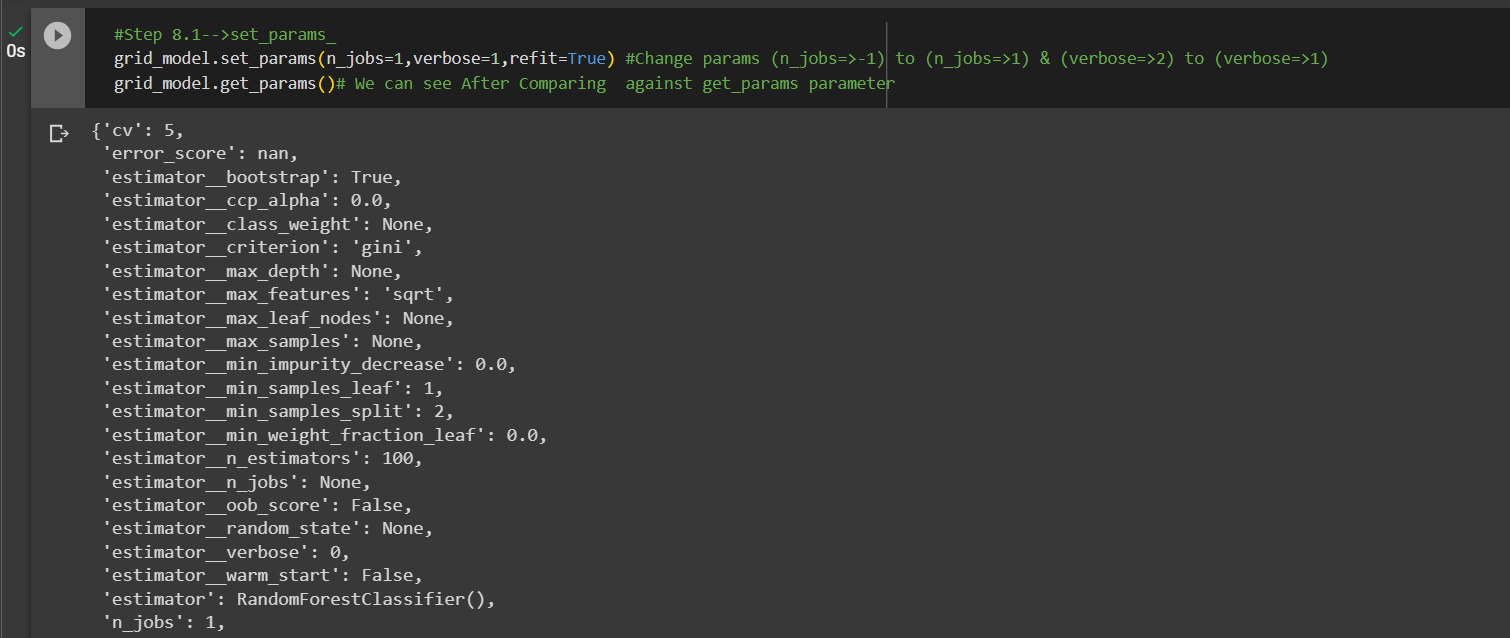 0s
#Step 8.1-->set_params_
grid_model.set_params(n_jobs=1,verbose=1,refit=True) #Change params (n_jobs=>-1) to (n_jobs=>1) & (verbose=>2) to (verbose=>1)
grid_model.get_params()# We can see After Comparing  against get_params parameter
{'cv': 5,
'error_score': nan,
'estimator__bootstrap': True,
'estimator__ccp_alpha': 0.0,
'estimator__class_weight': None,
'estimator__criterion': 'gini',
'estimator__max_depth': None,
'estimator__max_features': 'sqrt',
'estimator__max_leaf_nodes': None,
'estimator__max_samples': None,
'estimator__min_impurity_decrease': 0.0,
'estimator__min_samples_leaf': 1,
'estimator__min_samples_split': 2,
'estimator__min_weight_fraction_leaf': 0.0,
'estimator__n_estimators': 100,
'estimator__n_jobs': None,
'estimator__oob_score': False,
'estimator__random_state': None,
'estimator__verbose': 0,
'estimator__warm_start': False,
'estimator': RandomForestClassifier(),
'n_jobs': 1,